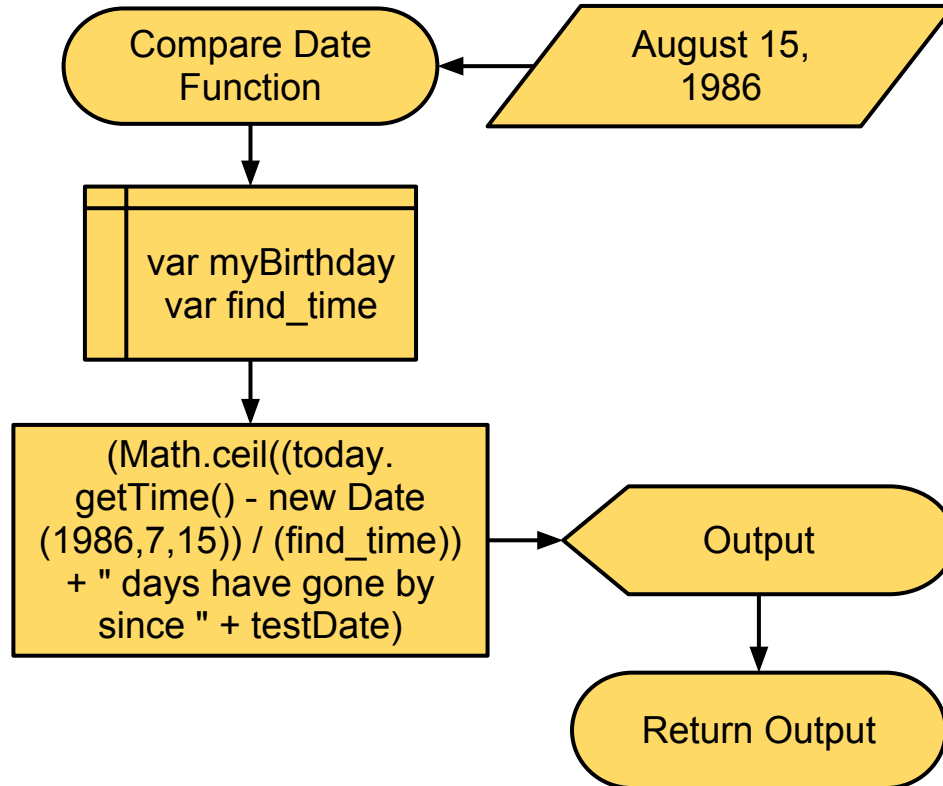 Compare Date
Function
August 15,
1986
var myBirthday
var find_time
(Math.ceil((today.
getTime() - new Date
(1986,7,15)) / (find_time))
+ " days have gone by
since " + testDate)
Output
Return Output